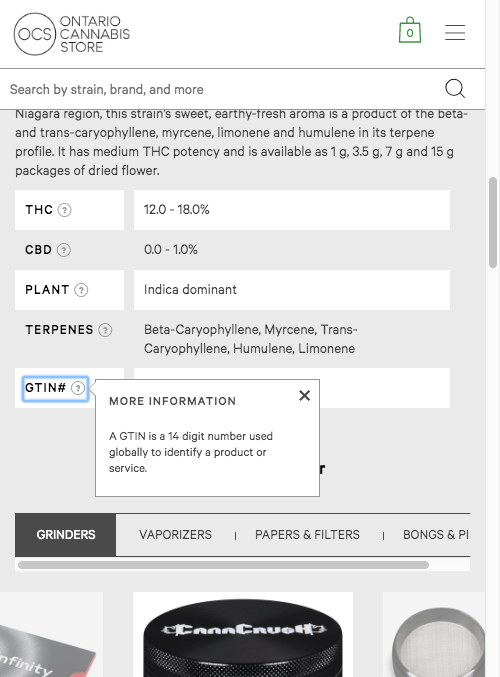 OCS
ONTARIO
CANNABIS
STORE
0
Search by strain, brand, and more
Niagara region, this strain's sweet, earthy-fresh aroma is a product of the beta-
and trans-caryophyllene, myrcene, limonene and humulene in its terpene
profile. It has medium THC potency and is available as 1 g, 3.5 g, 7 g and 15 g
packages of dried flower.
THC ? 12.0 - 18.0%
CBD ? 0.0 - 1.0%
PLANT ? Indica dominant
TERPENES ? Beta-Caryophyllene, Myrcene, Trans-
Caryophyllene, Humulene, Limonene
GTIN# ?
MORE INFORMATION
A GTIN is a 14 digit number used
globally to identify a product or
service.
r
GRINDERS VAPORIZERS | PAPERS & FILTERS | BONGS & PI
nfinity
CannCrush